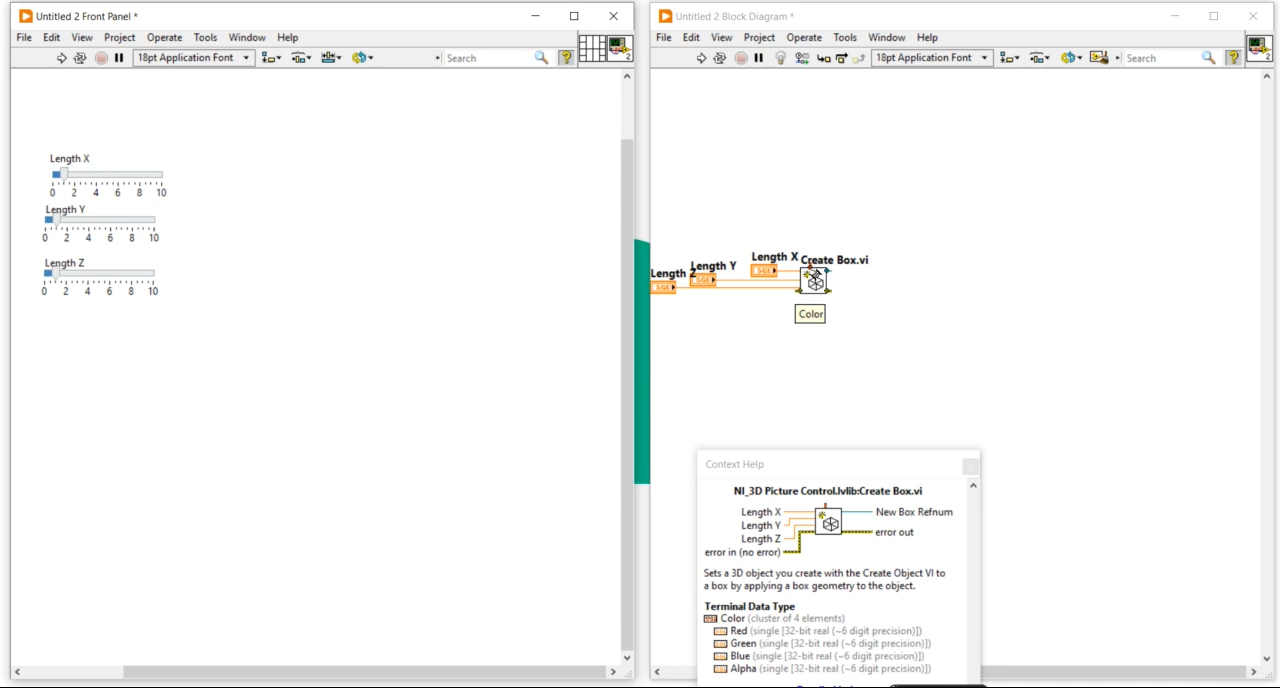 Untitled 2 Front Panel *
File Edit View Project Operate Tools Window Help
18pt Application Font
Search
2
Length X
0 2 4 6 8 10
Length Y
0 2 4 6 8 10
Length Z
0 2 4 6 8 10
Untitled 2 Block Diagram *
File Edit View Project Operate Tools Window Help
18pt Application Font
Search
2
Length X Create Box.vi
Length Y
Length Z
SGL
SGL
SGL
Color
Context Help
NI_3D Picture Control.lvlib:Create Box.vi
Length X
Length Y
Length Z
error in (no error)
New Box Refnum
error out
Sets a 3D object you create with the Create Object VI to
a box by applying a box geometry to the object.
Terminal Data Type
Color (cluster of 4 elements)
Red (single [32-bit real (~6 digit precision)])
Green (single [32-bit real (~6 digit precision)])
Blue (single [32-bit real (~6 digit precision)])
Alpha (single [32-bit real (~6 digit precision)])